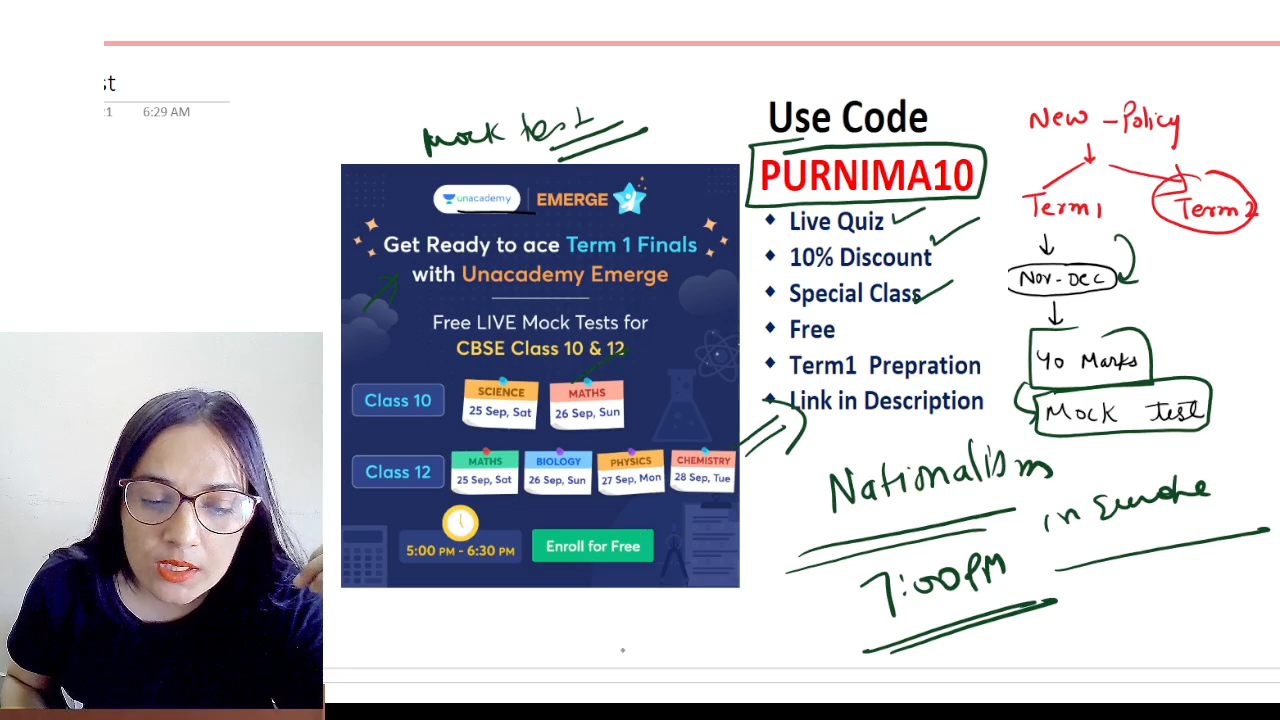 st
21 6:29 AM
mock test
unacademy EMERGE
Get Ready to ace Term 1 Finals
with Unacademy Emerge
Free LIVE Mock Tests for
CBSE Class 10 & 12
Class 10
SCIENCE
25 Sep, Sat
MATHS
26 Sep, Sun
Class 12
MATHS
25 Sep, Sat
BIOLOGY
26 Sep, Sun
PHYSICS
27 Sep, Mon
CHEMISTRY
28 Sep, Tue
5:00 PM - 6:30 PM
Enroll for Free
Use Code
PURNIMA10
Live Quiz
10% Discount
Special Class
Free
Term1 Prepration
Link in Description
New - Policy
Term1 Term2
Nov-Dec
40 Marks
Mock test
Nationalism
in Europe
7:00PM